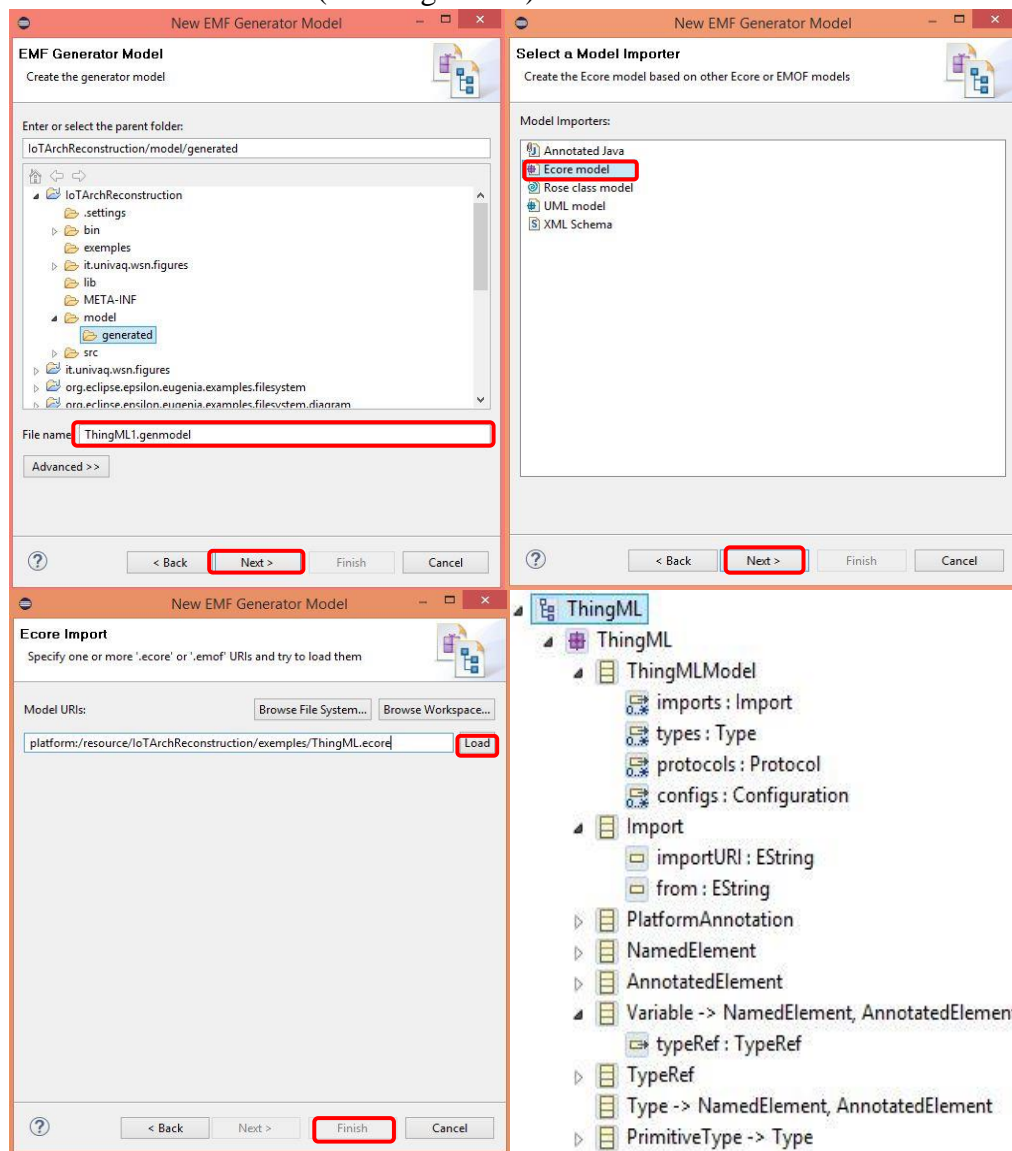 New EMF Generator Model
EMF Generator Model
Create the generator model
Enter or select the parent folder:
IoTArchReconstruction/model/generated
IoTArchReconstruction
.settings
bin
exemples
it.univaq.wsn.figures
lib
META-INF
model
generated
src
it.univaq.wsn.figures
org.eclipse.epsilon.eugenia.examples.filesystem
org.eclipse.epsilon.eugenia.examples.filesystem.diagram
File name: ThingML1.genmodel
Advanced >>
< Back Next > Finish Cancel
New EMF Generator Model
Select a Model Importer
Create the Ecore model based on other Ecore or EMOF models
Model Importers:
Annotated Java
Ecore model
Rose class model
UML model
XML Schema
< Back Next > Finish Cancel
New EMF Generator Model
Ecore Import
Specify one or more '.ecore' or '.emof' URIs and try to load them
Model URIs: Browse File System... Browse Workspace...
platform:/resource/IoTArchReconstruction/exemples/ThingML.ecore Load
< Back Next > Finish Cancel
ThingML
ThingML
ThingMLModel
imports : Import
types : Type
protocols : Protocol
configs : Configuration
Import
importURI : EString
from : EString
PlatformAnnotation
NamedElement
AnnotatedElement
Variable -> NamedElement, AnnotatedElemen
typeRef : TypeRef
TypeRef
Type -> NamedElement, AnnotatedElement
PrimitiveType -> Type